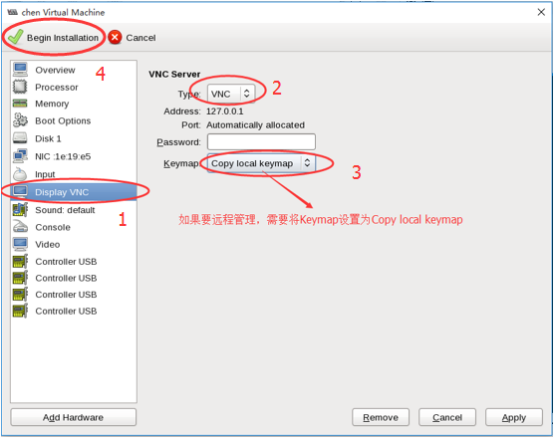 chen Virtual Machine
Begin Installation
Cancel
4
Overview
Processor
Memory
Boot Options
Disk 1
NIC :1e:19:e5
Input
Display VNC
Sound: default
1
Console
Video
Controller USB
Controller USB
Controller USB
Controller USB
Add Hardware
VNC Server
Type: VNC
2
Address: 127.0.0.1
Port: Automatically allocated
Password:
Keymap: Copy local keymap
3
如果要远程管理，需要将Keymap设置为Copy local keymap
Remove
Cancel
Apply